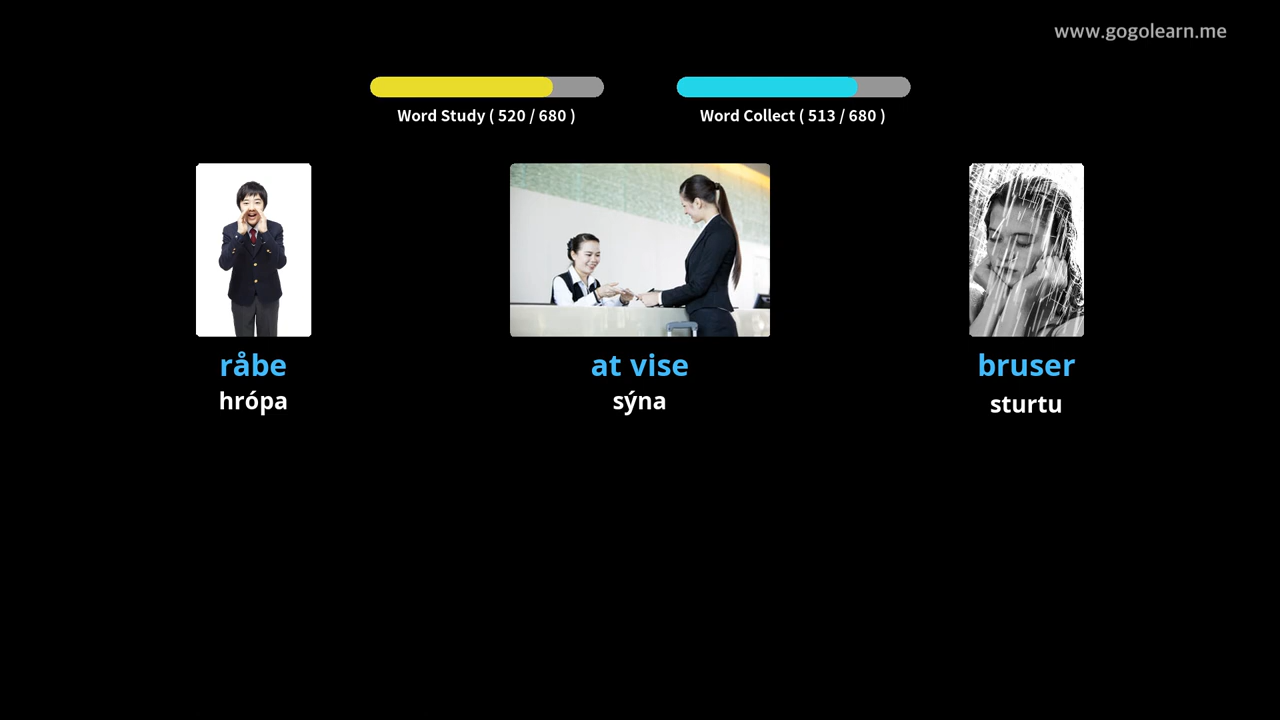 www.gogolearn.me
Word Study ( 520 / 680 )
Word Collect ( 513 / 680 )
råbe
hrópa
at vise
sýna
bruser
sturtu